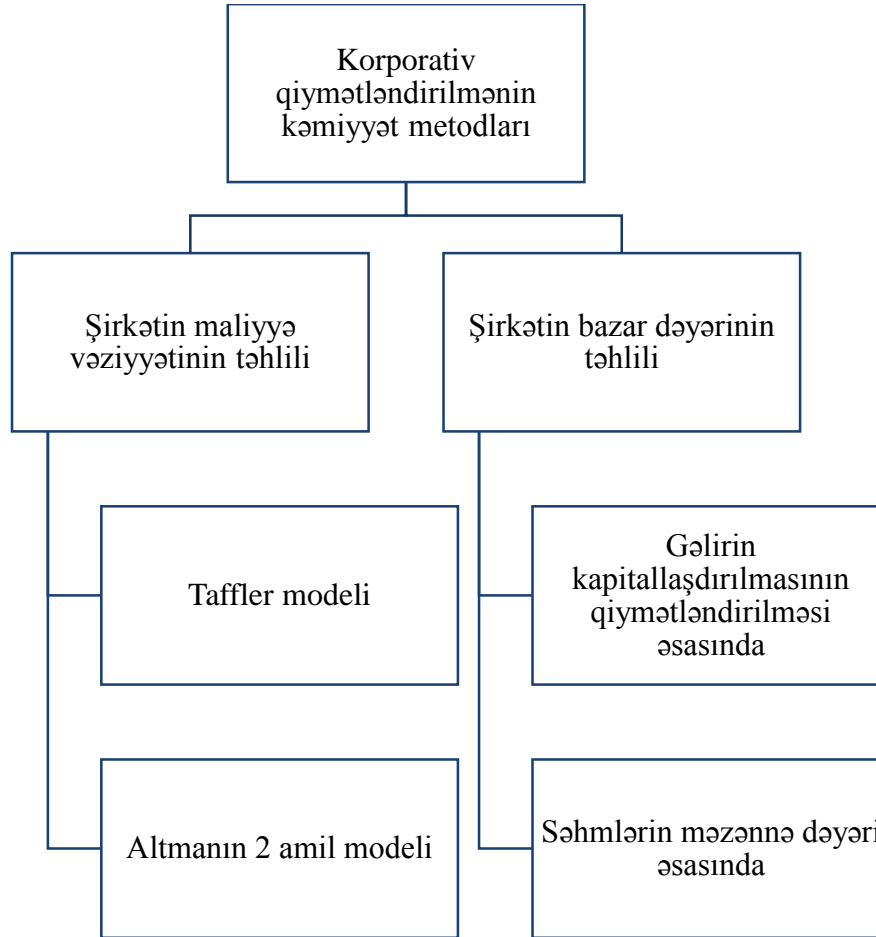 Korporativ
qiymətləndirilmənin
kəmiyyət metodları
Şirkətin maliyyə
vəziyyətinin təhlili
Şirkətin bazar dəyərinin
təhlili
Taffler modeli
Gəlirin
kapitallaşdırılmasının
qiymətləndirilməsi
əsasında
Altmanın 2 amil modeli
Səhmlərin məzənnə dəyəri
əsasında